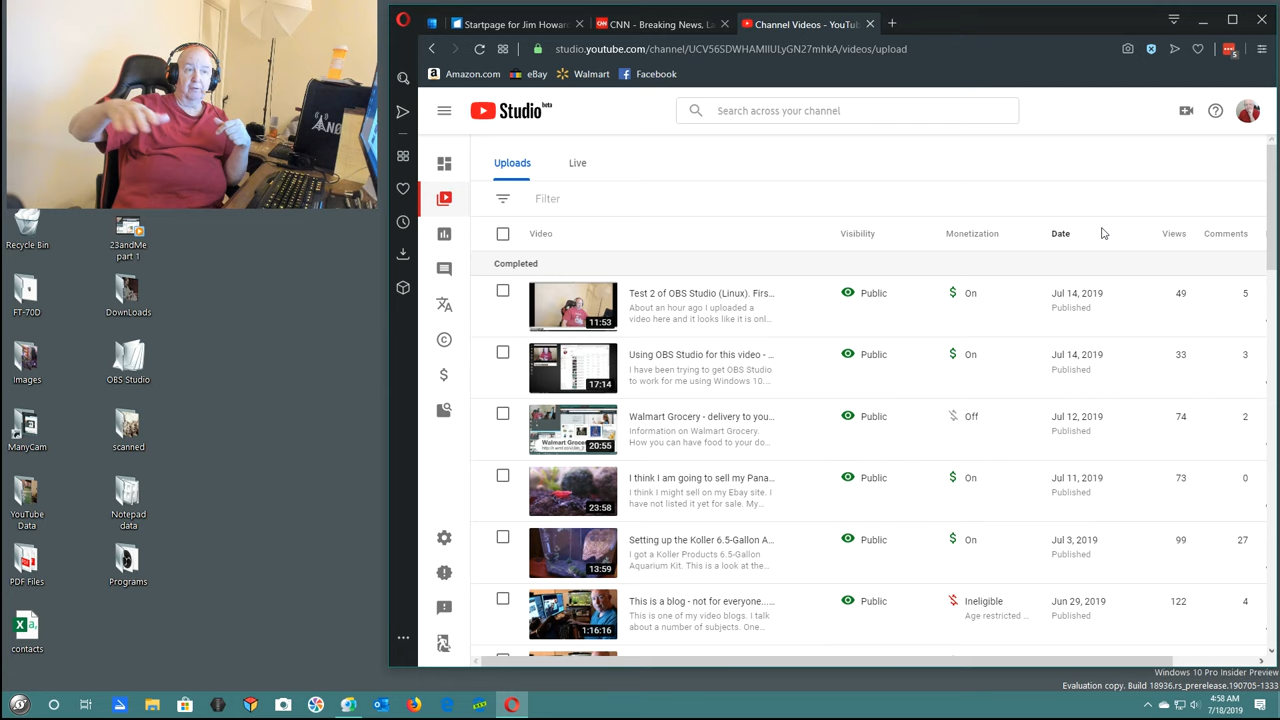 Startpage for Jim Howar
CNN - Breaking News, La
Channel Videos - YouTub
studio.youtube.com/channel/UCV56SDWHAMIIULyGN27mhkA/videos/upload
5
Amazon.com
eBay
Walmart
Facebook
Studio beta
Search across your channel
Uploads
Live
Filter
Video Visibility Monetization Date Views Comments
Completed
11:53
Test 2 of OBS Studio (Linux). Firs...
About an hour ago I uploaded a
video here and it looks like it is onl...
Public On Jul 14, 2019 49 5
Published
17:14
Using OBS Studio for this video - ...
I have been trying to get OBS Studio
to work for me using Windows 10....
Public On Jul 14, 2019 33 3
Published
Walmart Grocer
20:55
Walmart Grocery - delivery to you...
Information on Walmart Grocery.
How you can have food to your do...
Public Off Jul 12, 2019 74 2
Published
23:58
I think I am going to sell my Pana...
I think I might sell on my Ebay site. I
have not listed it yet for sale. My...
Public On Jul 11, 2019 73 0
Published
13:59
Setting up the Koller 6.5-Gallon A...
I got a Koller Products 6.5-Gallon
Aquarium Kit. This is a look at the...
Public On Jul 3, 2019 99 27
Published
1:16:16
This is a blog - not for everyone.....
This is one of my video blogs. I talk
about a number of subjects. One...
Public Ineligible Jun 29, 2019 122 4
Age restricted ... Published
AN0
Recycle Bin
23andMe
part 1
FT-70D
DownLoads
Images
OBS Studio
ManyCam
scanned
YouTube
Data
Notepad
data
PDF Files
Programs
contacts
Windows 10 Pro Insider Preview
Evaluation copy. Build 18936.rs_prerelease.190705-1333
4:58 AM
7/18/2019